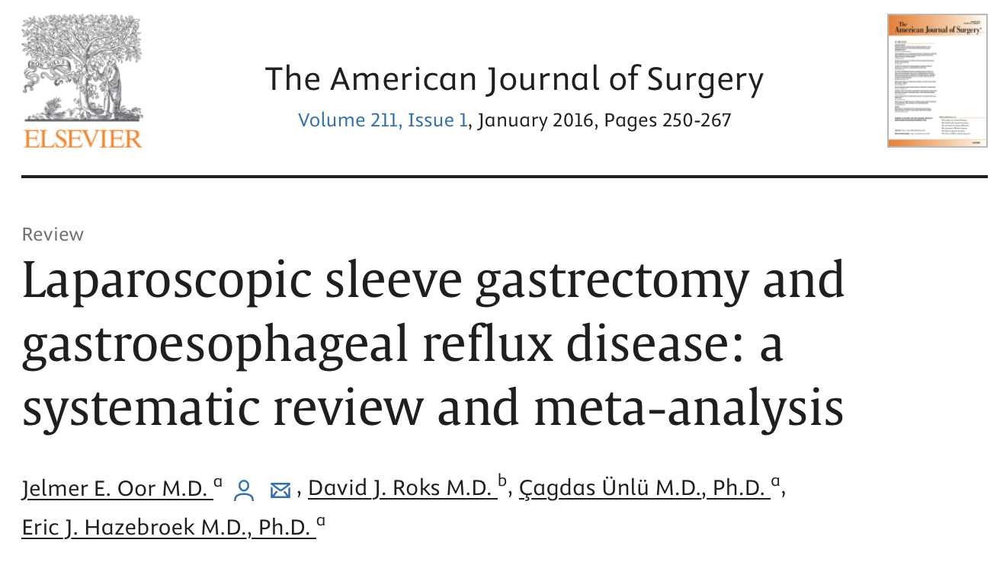 The American Journal of Surgery
Volume 211, Issue 1, January 2016, Pages 250-267
ELSEVIER
The
American Journal of Surgery
Review
Laparoscopic sleeve gastrectomy and
gastroesophageal reflux disease: a
systematic review and meta-analysis
Jelmer E. Oor M.D. a , David J. Roks M.D. b, Çagdas Ünlü M.D., Ph.D. a,
Eric J. Hazebroek M.D., Ph.D. a